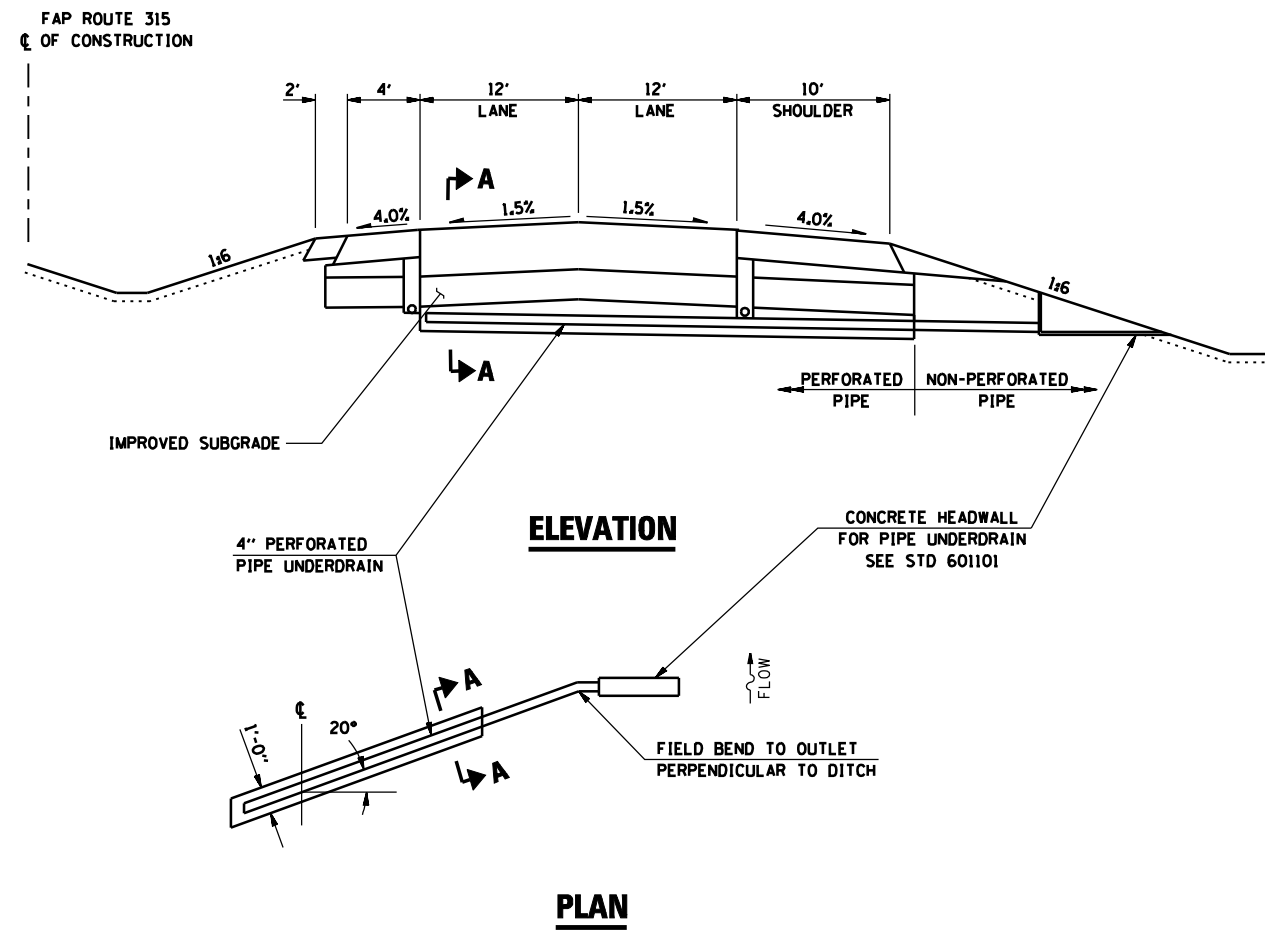 FAP ROUTE 315
℄ OF CONSTRUCTION
2' 4' 12' 12' 10'
LANE LANE SHOULDER
A
4.0% 1.5% 1.5% 4.0%
1:6
1:6
A
PERFORATED NON-PERFORATED
PIPE PIPE
IMPROVED SUBGRADE
ELEVATION
CONCRETE HEADWALL
FOR PIPE UNDERDRAIN
SEE STD 601101
4'' PERFORATED
PIPE UNDERDRAIN
A
FLOW
℄
20°
1'-0''
FIELD BEND TO OUTLET
PERPENDICULAR TO DITCH
A
PLAN